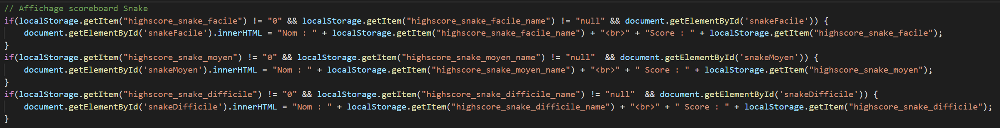 // Affichage scoreboard Snake
if(localStorage.getItem("highscore_snake_facile") != "0" && localStorage.getItem("highscore_snake_facile_name") != "null" && document.getElementById('snakeFacile')) {
    document.getElementById('snakeFacile').innerHTML = "Nom : " + localStorage.getItem("highscore_snake_facile_name") + "<br>" + "Score : " + localStorage.getItem("highscore_snake_facile");
}
if(localStorage.getItem("highscore_snake_moyen") != "0" && localStorage.getItem("highscore_snake_moyen_name") != "null"  && document.getElementById('snakeMoyen')) {
    document.getElementById('snakeMoyen').innerHTML = "Nom : " + localStorage.getItem("highscore_snake_moyen_name") + "<br>" + " Score : " + localStorage.getItem("highscore_snake_moyen");
}
if(localStorage.getItem("highscore_snake_difficile") != "0" && localStorage.getItem("highscore_snake_difficile_name") != "null"  && document.getElementById('snakeDifficile')) {
    document.getElementById('snakeDifficile').innerHTML = "Nom : " + localStorage.getItem("highscore_snake_difficile_name") + "<br>" + " Score : " + localStorage.getItem("highscore_snake_difficile");
}